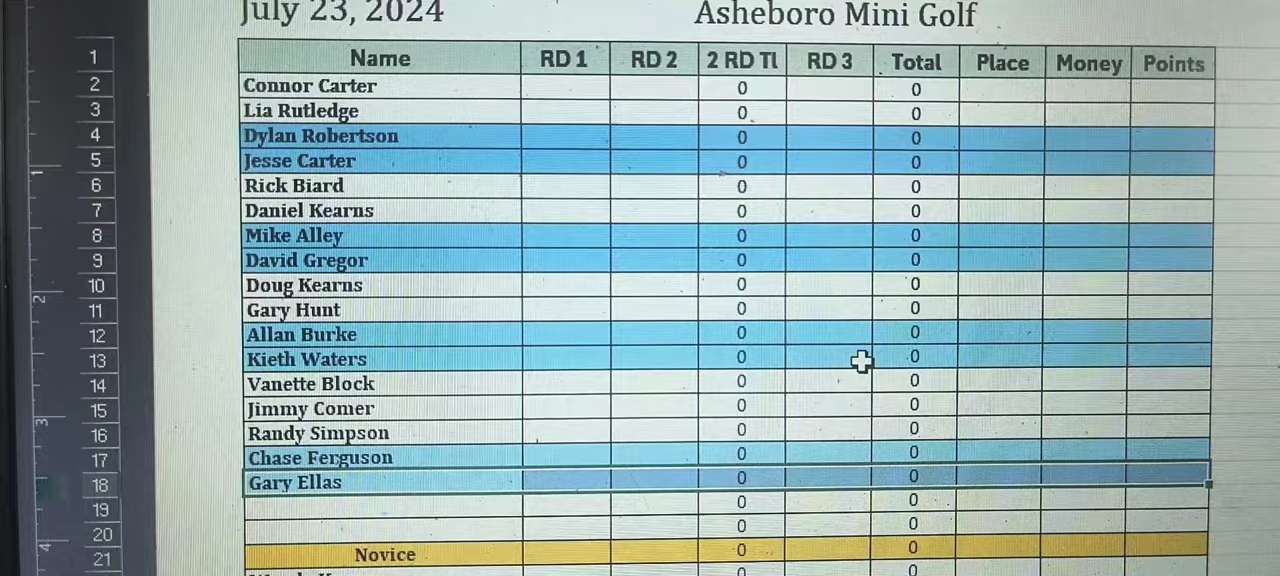 July 23, 2024 Asheboro Mini Golf
1 Name RD 1 RD 2 2 RD Tl RD 3 Total Place Money Points
2 Connor Carter 0 0
3 Lia Rutledge 0 0
4 Dylan Robertson 0 0
5 Jesse Carter 0 0
6 Rick Biard 0 0
7 Daniel Kearns 0 0
8 Mike Alley 0 0
9 David Gregor 0 0
10 Doug Kearns 0 0
11 Gary Hunt 0 0
12 Allan Burke 0 0
13 Kieth Waters 0 0
14 Vanette Block 0 0
15 Jimmy Comer 0 0
16 Randy Simpson 0 0
17 Chase Ferguson 0 0
18 Gary Ellas 0 0
19 0 0
20 0 0
21 Novice 0 0
0 0
1
2
3
4